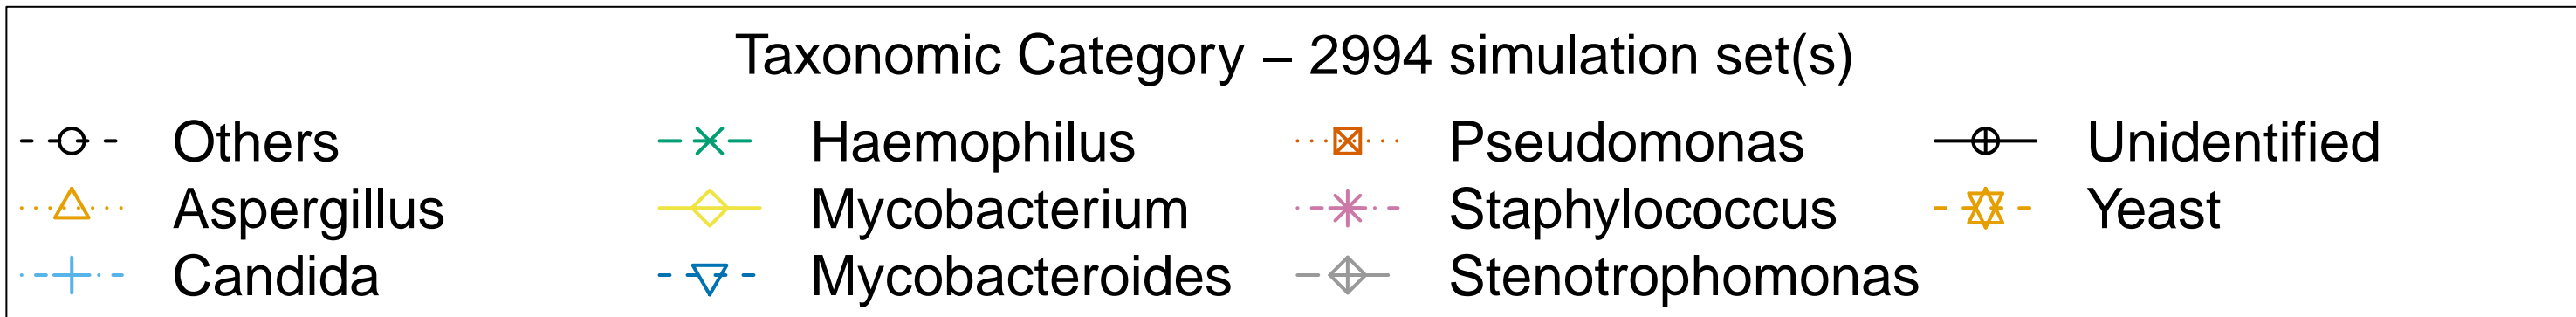 Taxonomic Category – 2994 simulation set(s)
Others
Haemophilus
Pseudomonas
Unidentified
Aspergillus
Mycobacterium
Staphylococcus
Yeast
Candida
Mycobacteroides
Stenotrophomonas